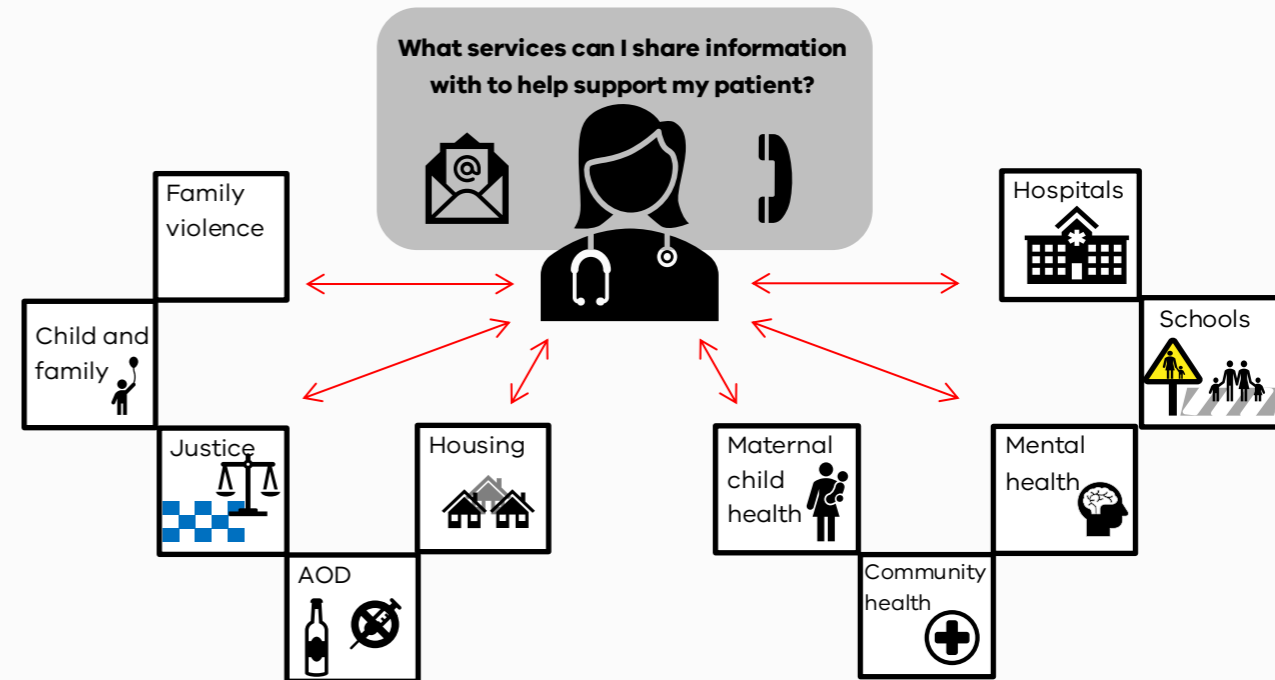 What services can I share information
with to help support my patient?
@
Family
violence
Child and
family
Justice
AOD
Housing
Maternal
child
health
Community
health
Mental
health
Hospitals
Schools